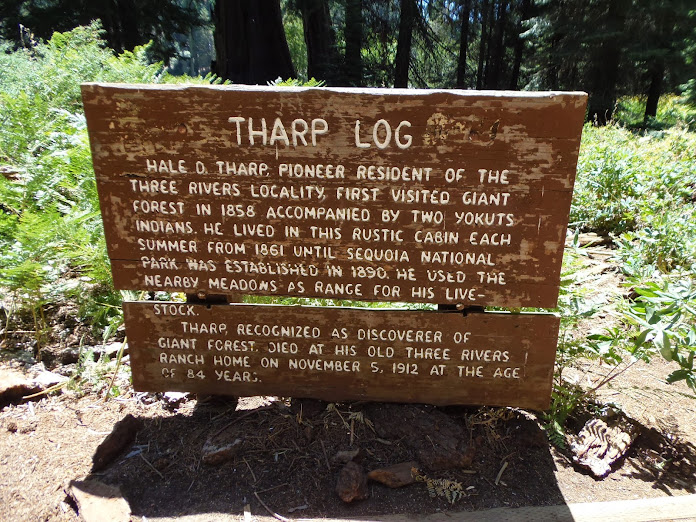 THARP LOG
HALE D. THARP, PIONEER RESIDENT OF THE
THREE RIVERS LOCALITY, FIRST VISITED GIANT
FOREST IN 1858 ACCOMPANIED BY TWO YOKUTS
INDIANS. HE LIVED IN THIS RUSTIC CABIN EACH
SUMMER FROM 1861 UNTIL SEQUOIA NATIONAL
PARK WAS ESTABLISHED IN 1890. HE USED THE
NEARBY MEADOWS AS RANGE FOR HIS LIVE-
STOCK.
THARP, RECOGNIZED AS DISCOVERER OF
GIANT FOREST, DIED AT HIS OLD THREE RIVERS
RANCH HOME ON NOVEMBER 5, 1912 AT THE AGE
OF 84 YEARS.